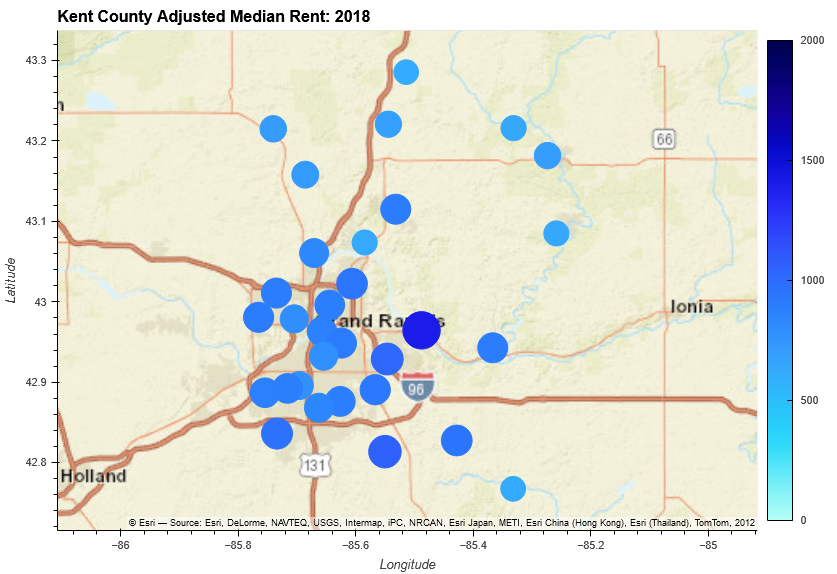 Kent County Adjusted Median Rent: 2018
43.3
43.2
43.1
43
42.9
42.8
Latitude
n
66
and Ra
s
Ionia
96
131
Holland
© Esri — Source: Esri, DeLorme, NAVTEQ, USGS, Intermap, iPC, NRCAN, Esri Japan, METI, Esri China (Hong Kong), Esri (Thailand), TomTom, 2012
−86
−85.8
−85.6
−85.4
−85.2
−85
Longitude
2000
1500
1000
500
0